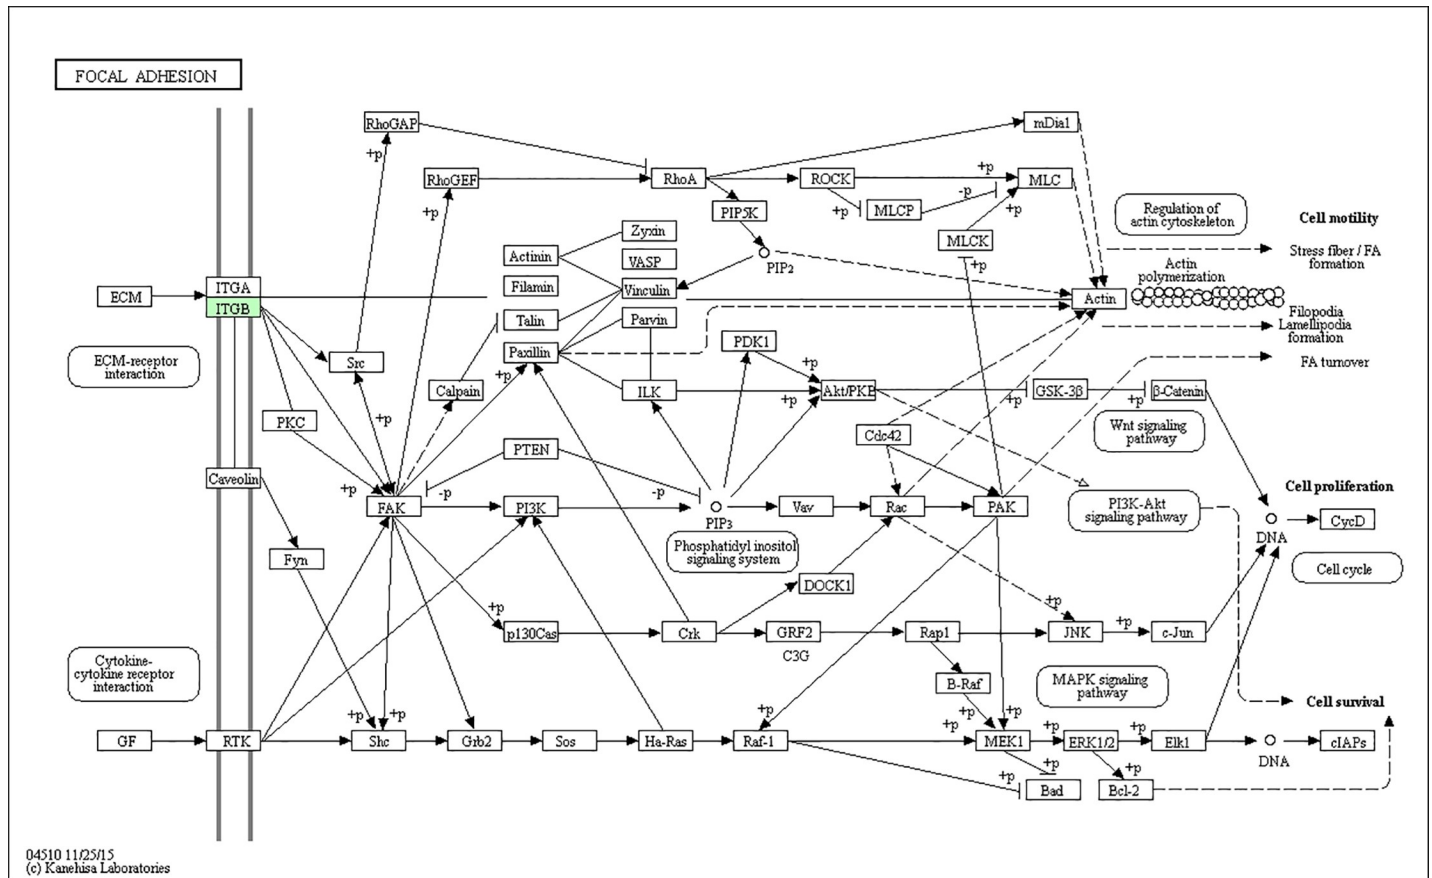 FOCAL ADHESION
RhoGAP
mDia1
+p
RhoGEF
RhoA
ROCK
+p
MLC
-p
+p
PIP5K
+p
MLCP
+p
Regulation of
actin cytoskeleton
Cell motility
Zyxin
MLCK
Actinin
VASP
PIP2
+p
Stress fiber / FA
formation
Actin
polymerization
ECM
ITGA
ITGB
Filamin
Vinculin
Actin
Talin
Parvin
Filopodia
Lamellipodia
formation
ECM-receptor
interaction
Src
Paxillin
PDK1
FA turnover
+p
+p
Calpain
ILK
+p
Akt/PKB
+p
GSK-3β
+p
β-Catenin
PKC
+p
Cdc42
Wnt signaling
pathway
PTEN
Caveolin
+p
-p
-p
Cell proliferation
FAK
PI3K
PIP3
Vav
Rac
PAK
PI3K-Akt
signaling pathway
DNA
CycD
Fyn
Phosphatidyl inositol
signaling system
Cell cycle
DOCK1
+p
+p
p130Cas
Crk
GRF2
Rap1
JNK
+p
c-Jun
C3G
Cytokine-
cytokine receptor
interaction
B-Raf
MAPK signaling
pathway
Cell survival
+p
+p
+p
+p
+p
+p
+p
+p
GF
RTK
Shc
Grb2
Sos
Ha-Ras
Raf-1
MEK1
ERK1/2
Elk1
cIAPs
DNA
+p
+p
+p
Bad
Bcl-2
04510 11/25/15
(c) Kanehisa Laboratories